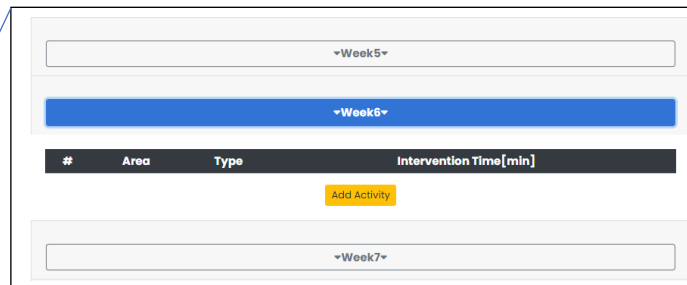 Week5
Week6
# Area Type Intervention Time[min]
Add Activity
Week7